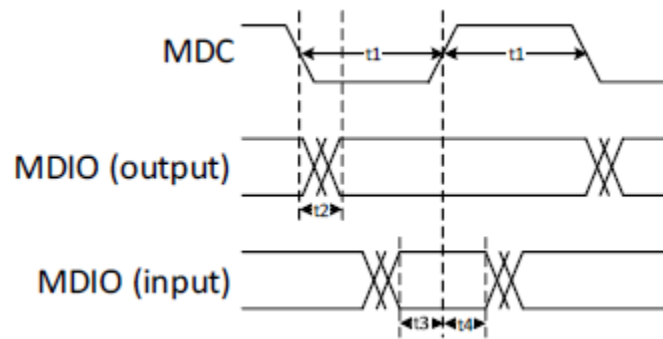 MDC
t1
t1
MDIO (output)
t2
MDIO (input)
t3
t4